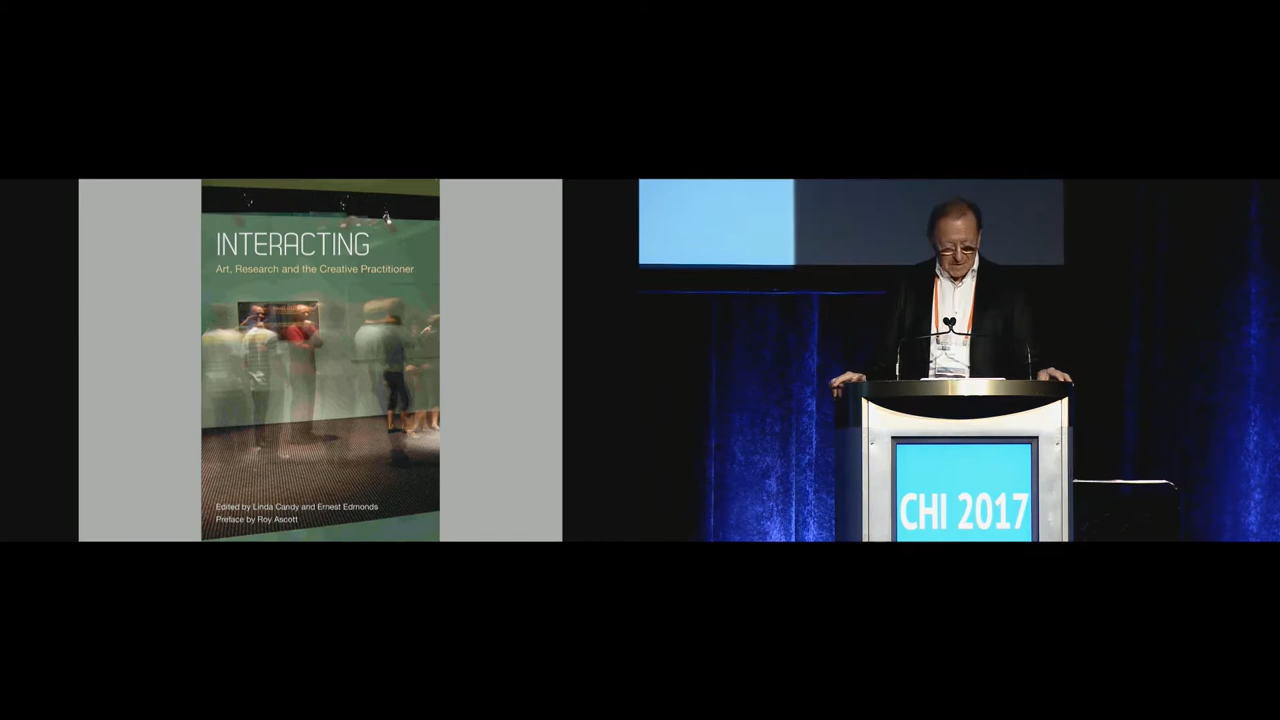 INTERACTING
Art, Research and the Creative Practitioner
Edited by Linda Candy and Ernest Edmonds
Preface by Roy Ascott
CHI 2017